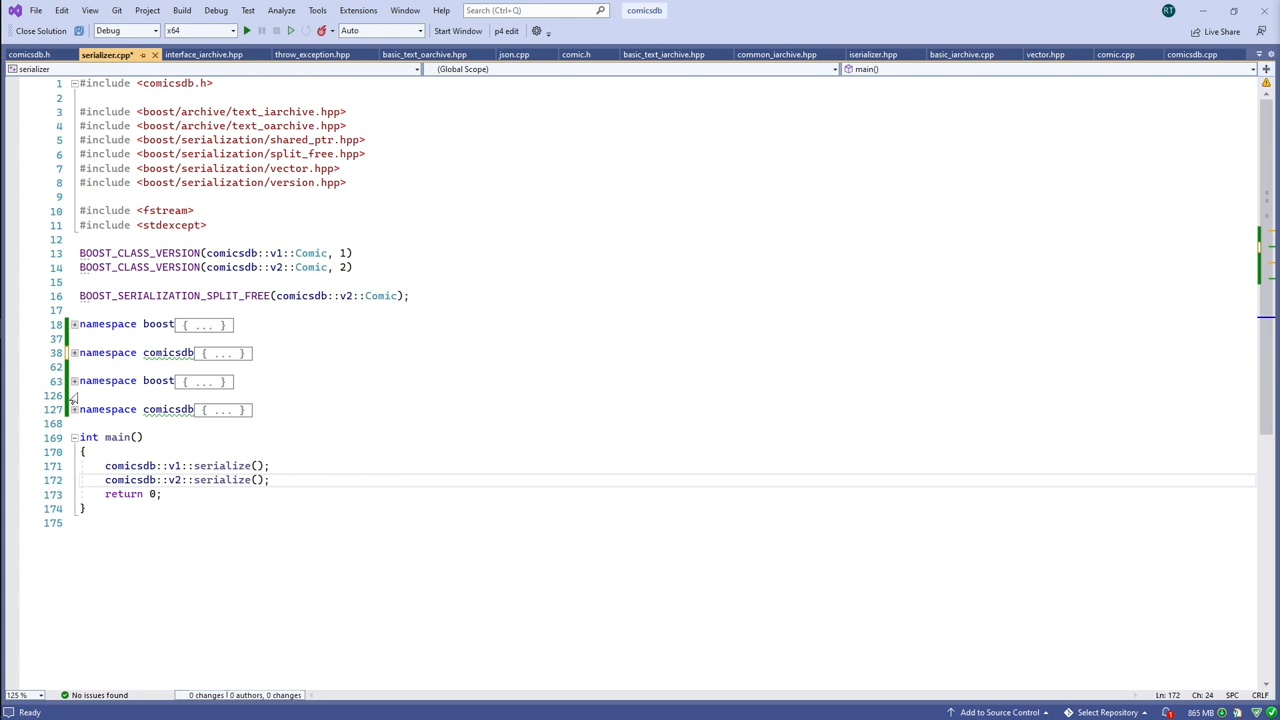 File Edit View Git Project Build Debug Test Analyze Tools Extensions Window Help Search (Ctrl+Q) comicsdb RT
Close Solution Debug x64 Auto Start Window p4 edit Live Share
comicsdb.h serializer.cpp* interface_iarchive.hpp throw_exception.hpp basic_text_oarchive.hpp json.cpp comic.h basic_text_iarchive.hpp common_iarchive.hpp iserializer.hpp basic_iarchive.cpp vector.hpp comic.cpp comicsdb.cpp
serializer (Global Scope) main()
1 #include <comicsdb.h>
2
3 #include <boost/archive/text_iarchive.hpp>
4 #include <boost/archive/text_oarchive.hpp>
5 #include <boost/serialization/shared_ptr.hpp>
6 #include <boost/serialization/split_free.hpp>
7 #include <boost/serialization/vector.hpp>
8 #include <boost/serialization/version.hpp>
9
10 #include <fstream>
11 #include <stdexcept>
12
13 BOOST_CLASS_VERSION(comicsdb::v1::Comic, 1)
14 BOOST_CLASS_VERSION(comicsdb::v2::Comic, 2)
15
16 BOOST_SERIALIZATION_SPLIT_FREE(comicsdb::v2::Comic);
17
18 namespace boost { ... }
37
38 namespace comicsdb { ... }
62
63 namespace boost { ... }
126
127 namespace comicsdb { ... }
168
169 int main()
170 {
171 comicsdb::v1::serialize();
172 comicsdb::v2::serialize();
173 return 0;
174 }
175
125 % No issues found 0 changes | 0 authors, 0 changes Ln: 172 Ch: 24 SPC CRLF
Ready Add to Source Control Select Repository 1 865 MB